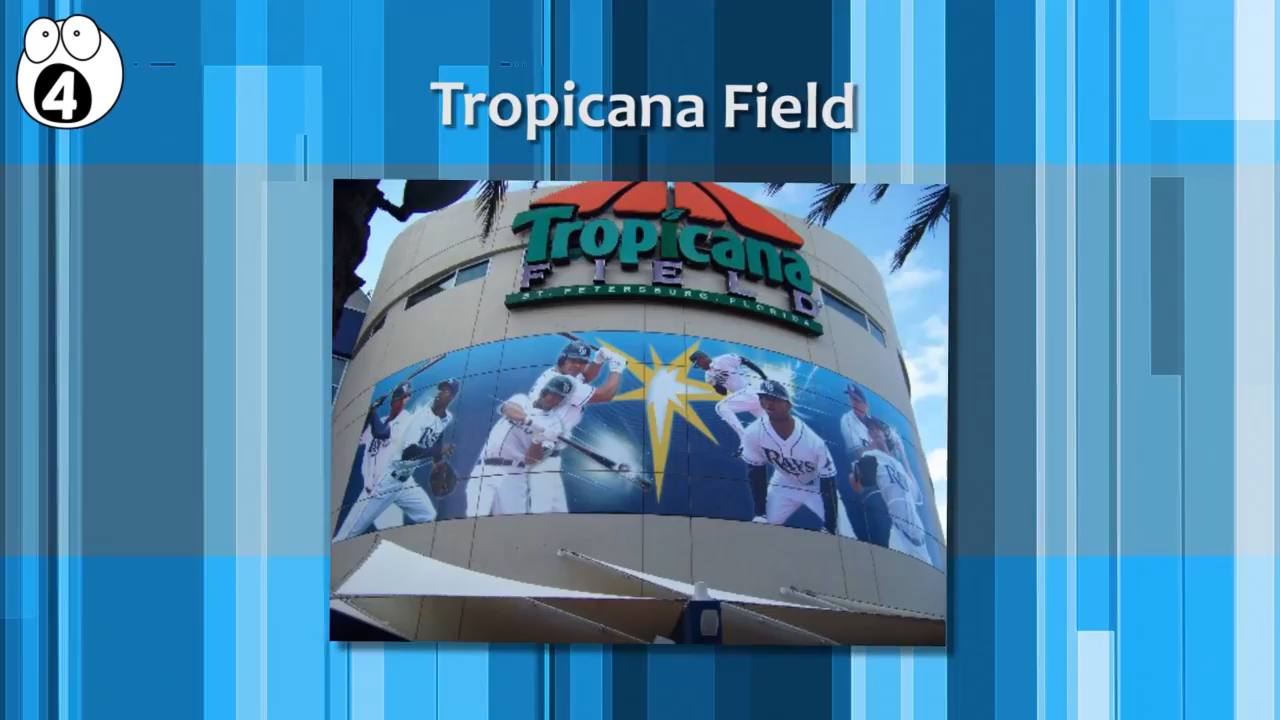 4
Tropicana Field
Tropicana
FIELD
ST. PETERSBURG, FLORIDA
RAYS